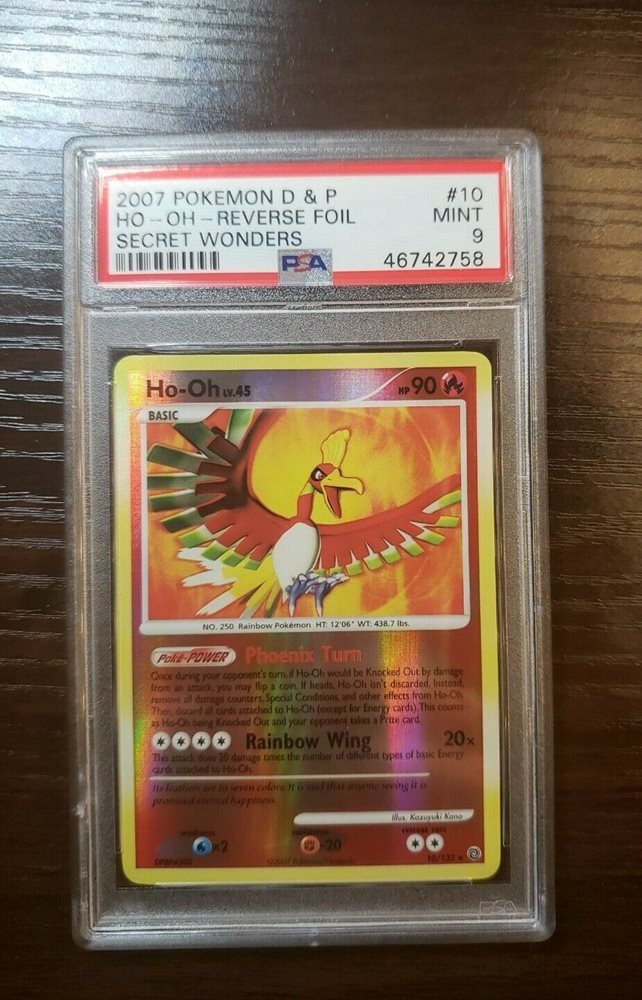 2007 POKEMON D & P #10
HO-OH-REVERSE FOIL MINT
SECRET WONDERS 9
PSA 46742758
Ho-Oh LV.45 HP 90
BASIC
NO. 250 Rainbow Pokémon HT: 12'06" WT: 438.7 lbs.
Poké-POWER Phoenix Turn
Once during your opponent's turn, if Ho-Oh would be Knocked Out by damage
from an attack, you may flip a coin. If heads, Ho-Oh isn't discarded. Instead,
remove all damage counters, Special Conditions, and other effects from Ho-Oh.
Then, discard all cards attached to Ho-Oh (except for Energy cards). This counts
as Ho-Oh being Knocked Out and your opponent takes a Prize card.
Rainbow Wing 20x
This attack does 20 damage times the number of different types of basic Energy
cards attached to Ho-Oh.
Its feathers are in seven colors. It is said that anyone seeing it is
promised eternal happiness.
Illus. Kazuyuki Kano
weakness resistance retreat cost
x2 -20
©2007 Pokémon/Nintendo 10/132
PSA